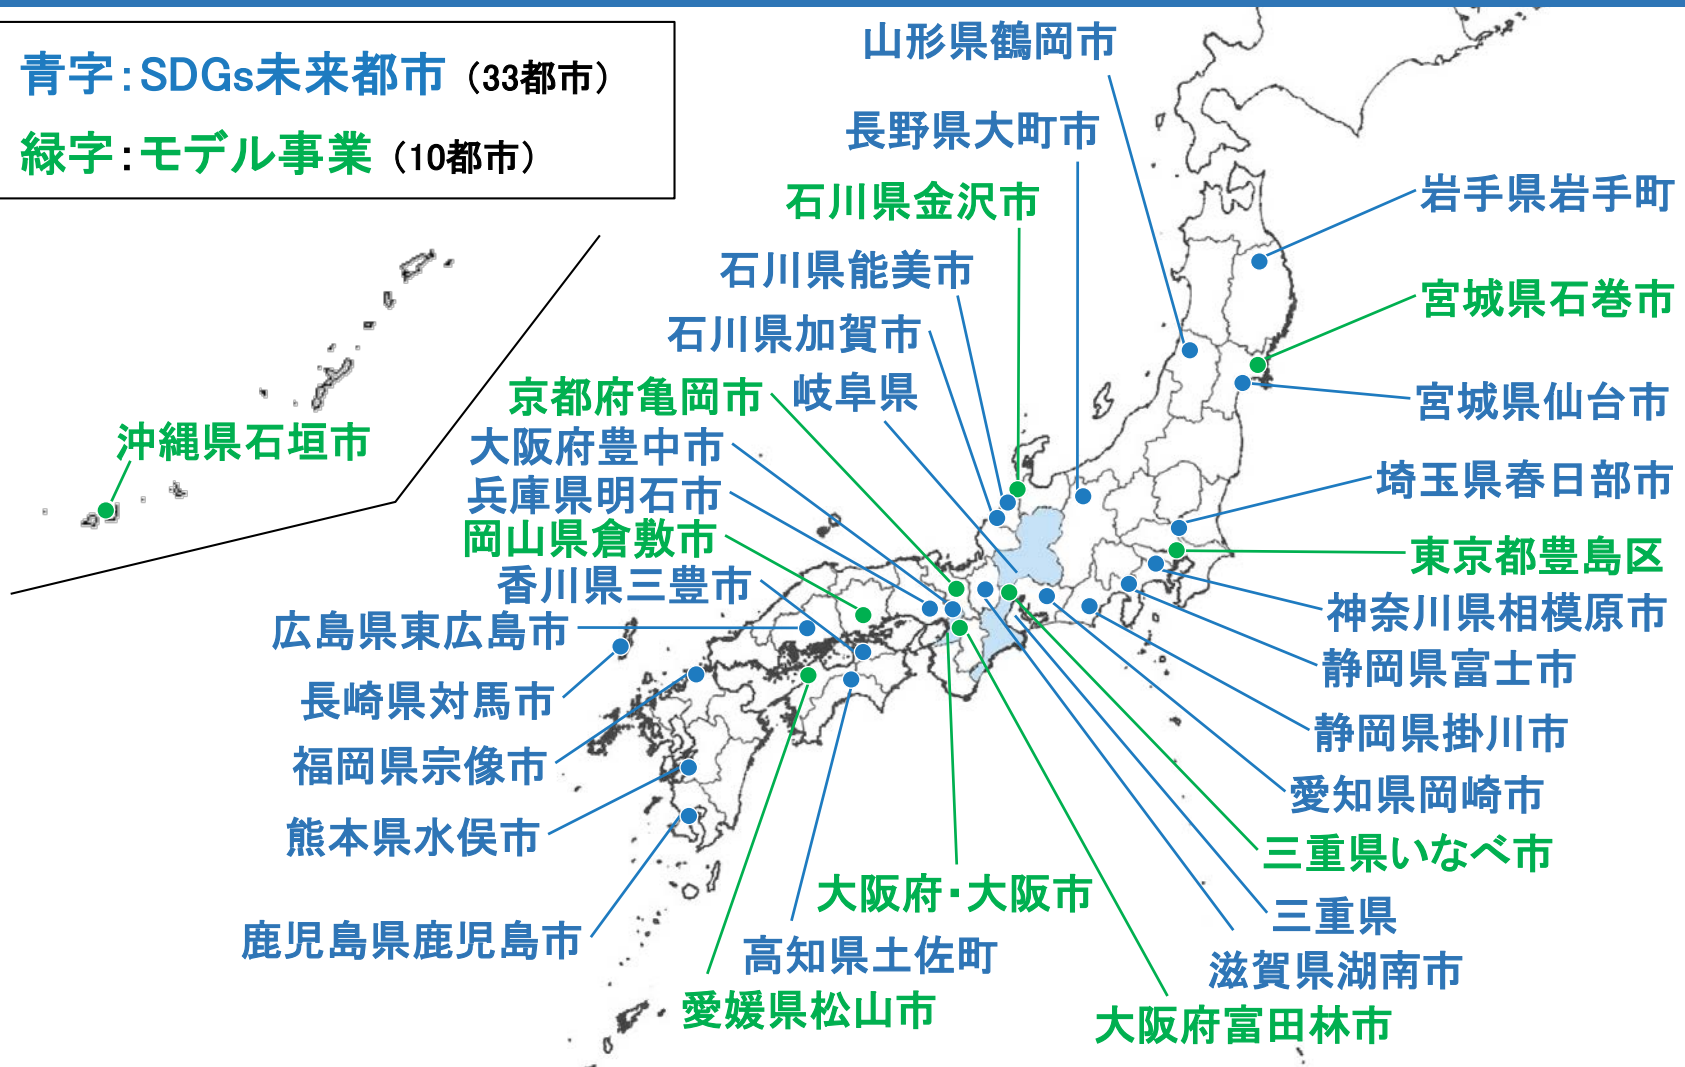 青字：SDGs未来都市（33都市）
緑字：モデル事業（10都市）
山形県鶴岡市
長野県大町市
石川県金沢市
岩手県岩手町
石川県能美市
宮城県石巻市
石川県加賀市
京都府亀岡市
岐阜県
宮城県仙台市
沖縄県石垣市
大阪府豊中市
兵庫県明石市
埼玉県春日部市
岡山県倉敷市
東京都豊島区
香川県三豊市
神奈川県相模原市
広島県東広島市
静岡県富士市
長崎県対馬市
静岡県掛川市
福岡県宗像市
愛知県岡崎市
熊本県水俣市
三重県いなべ市
大阪府・大阪市
三重県
鹿児島県鹿児島市
高知県土佐町
滋賀県湖南市
愛媛県松山市
大阪府富田林市